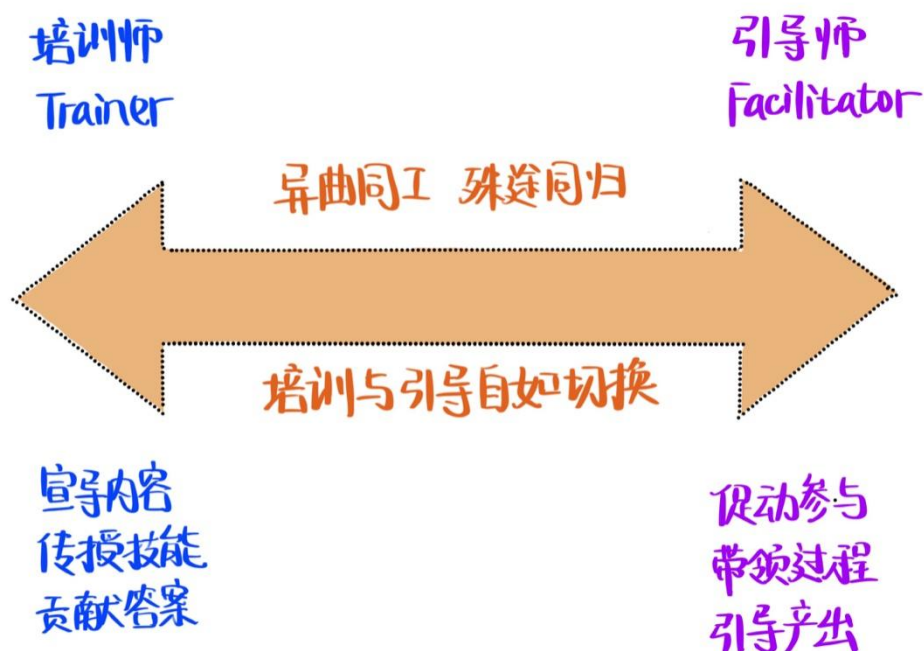 培训师
Trainer
引导师
Facilitator
异曲同工 殊途同归
培训与引导自如切换
宣导内容
传授技能
贡献答案
促动参与
带领过程
引导产出